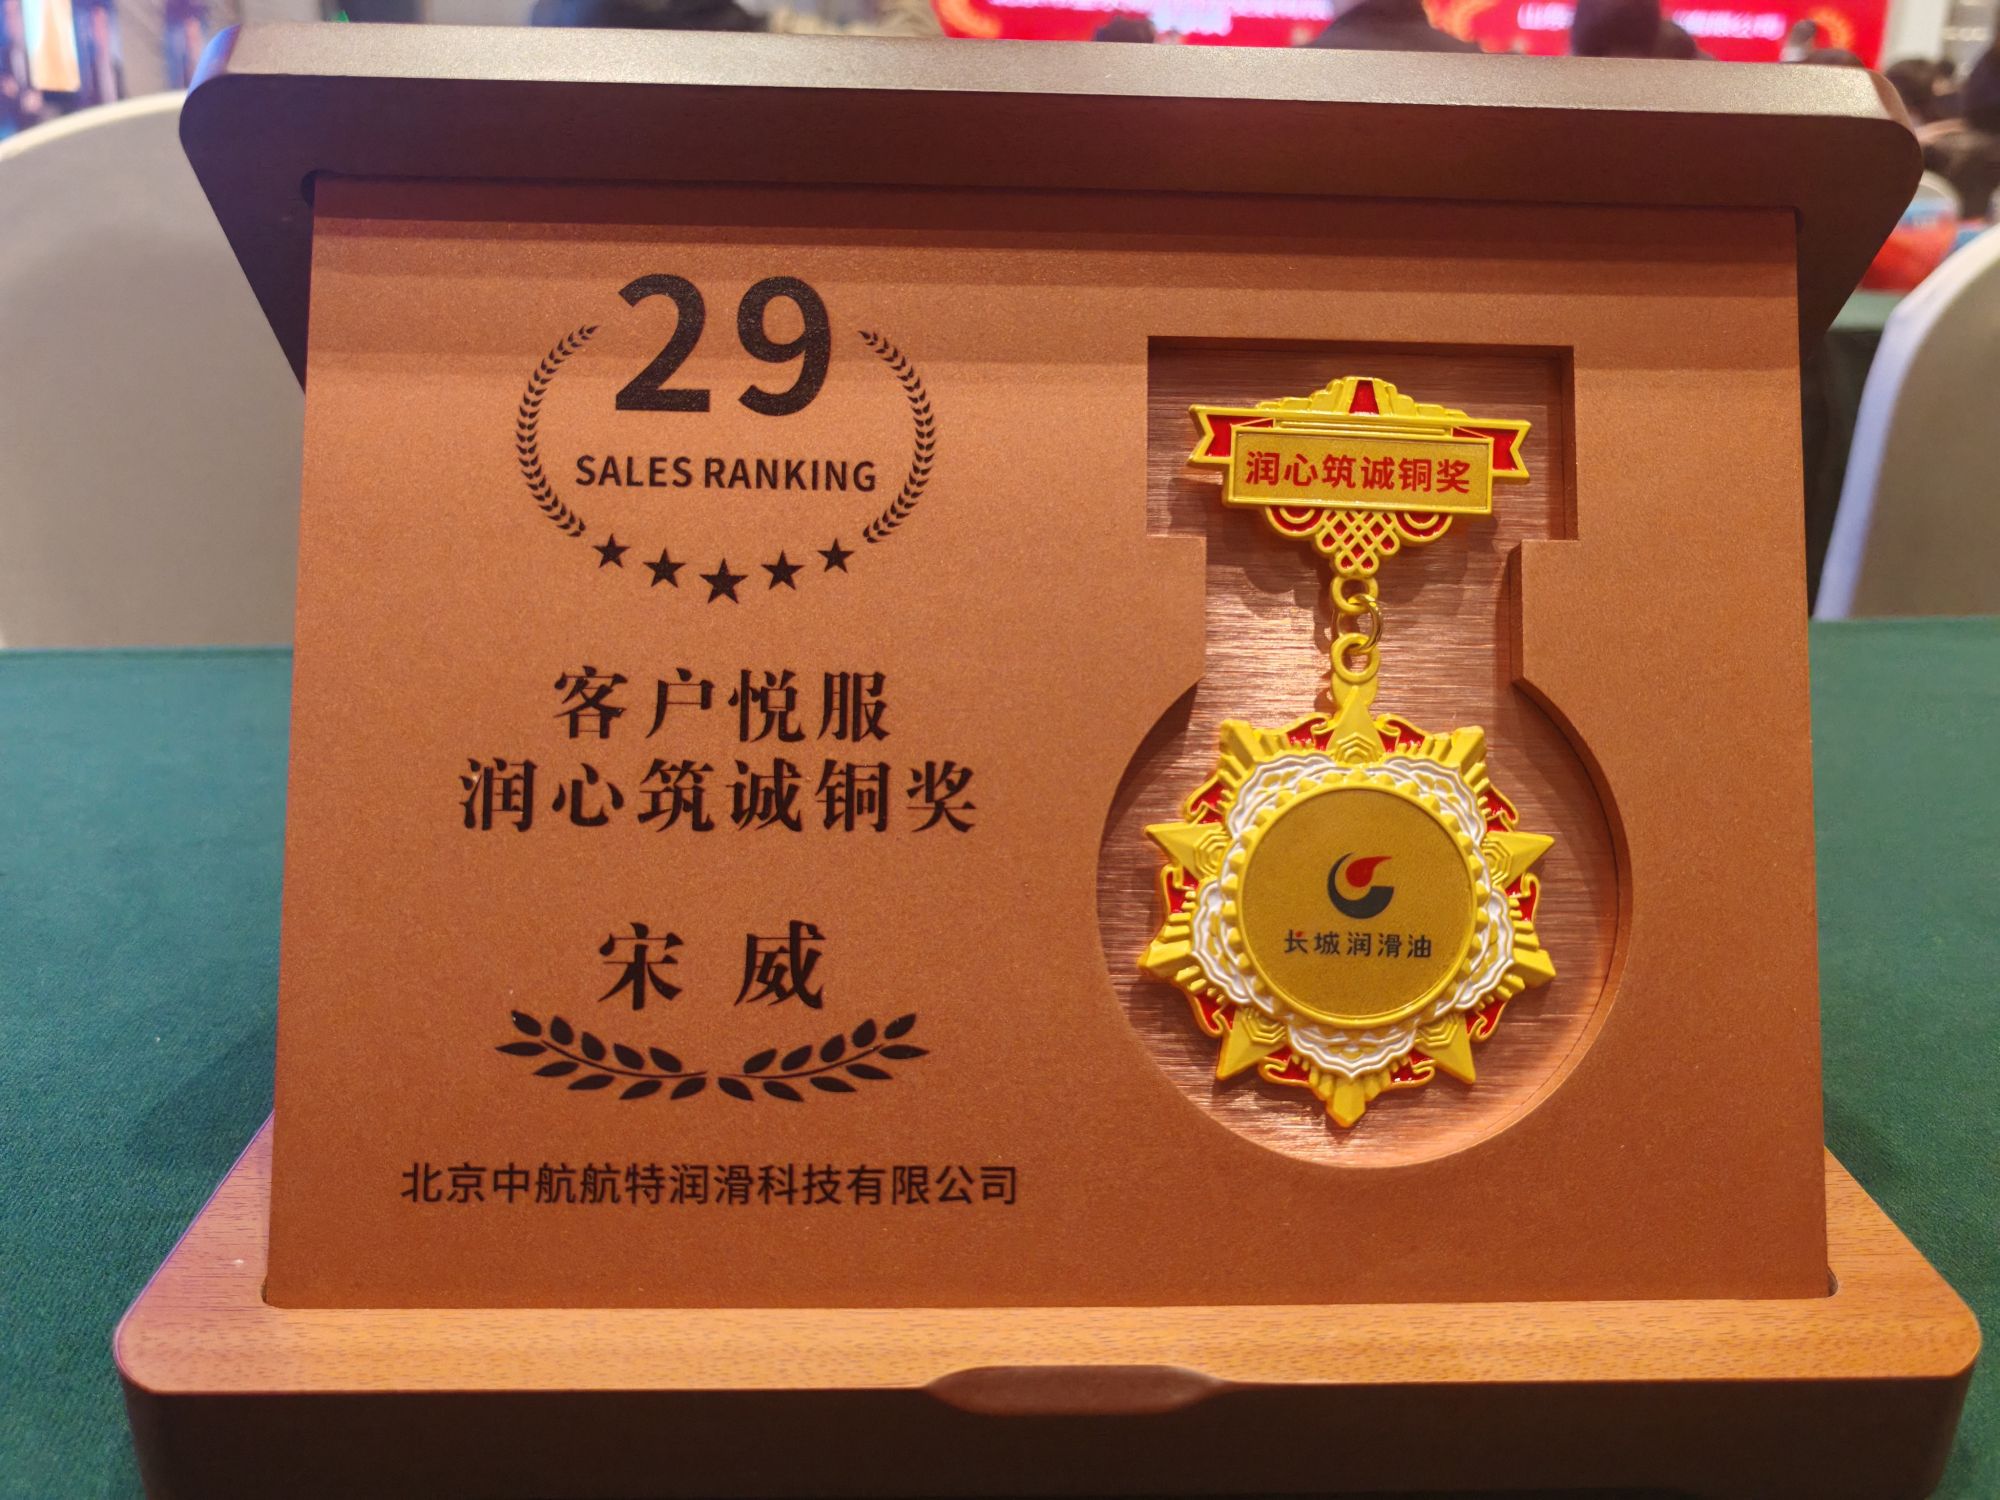 29
SALES RANKING
客户悦服
润心筑诚铜奖
宋威
北京中航航特润滑科技有限公司
润心筑诚铜奖
长城润滑油